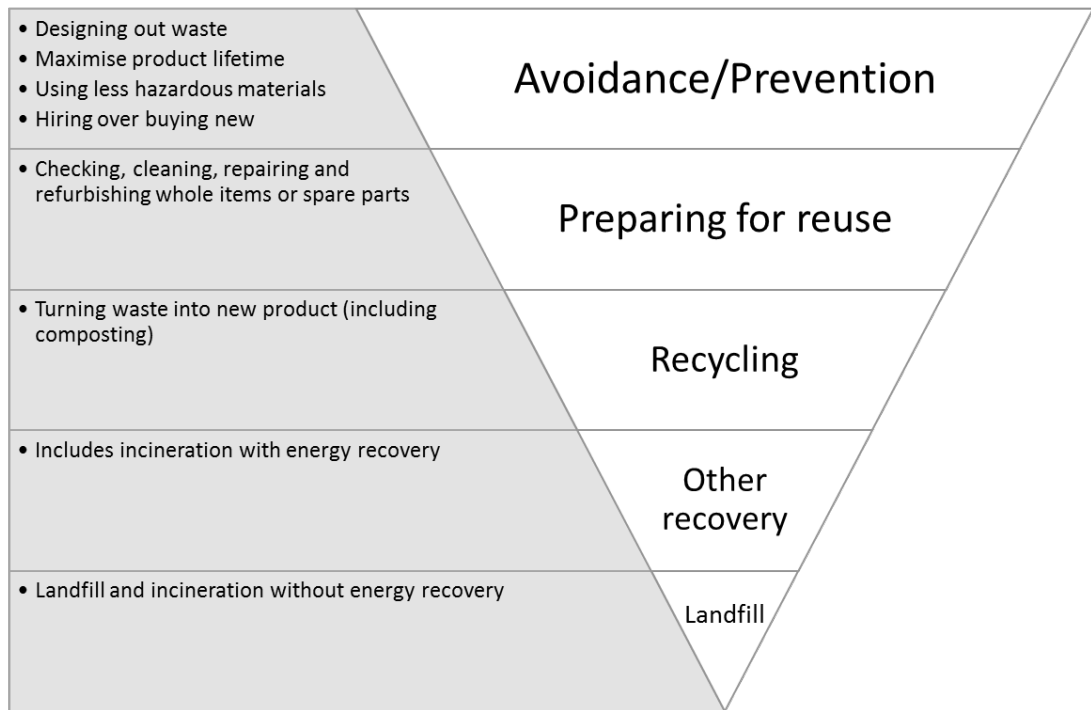 • Designing out waste
• Maximise product lifetime
• Using less hazardous materials
• Hiring over buying new
Avoidance/Prevention
• Checking, cleaning, repairing and
refurbishing whole items or spare parts
Preparing for reuse
• Turning waste into new product (including
composting)
Recycling
• Includes incineration with energy recovery
Other
recovery
• Landfill and incineration without energy recovery
Landfill